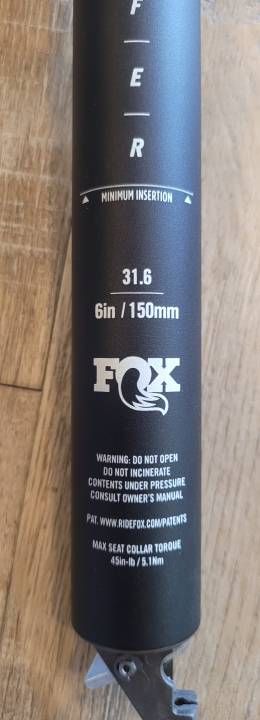 F
E
R
MINIMUM INSERTION
31.6
6in / 150mm
FOX
WARNING: DO NOT OPEN
DO NOT INCINERATE
CONTENTS UNDER PRESSURE
CONSULT OWNER'S MANUAL
PAT. WWW.RIDEFOX.COM/PATENTS
MAX SEAT COLLAR TORQUE
45in-lb / 5.1Nm